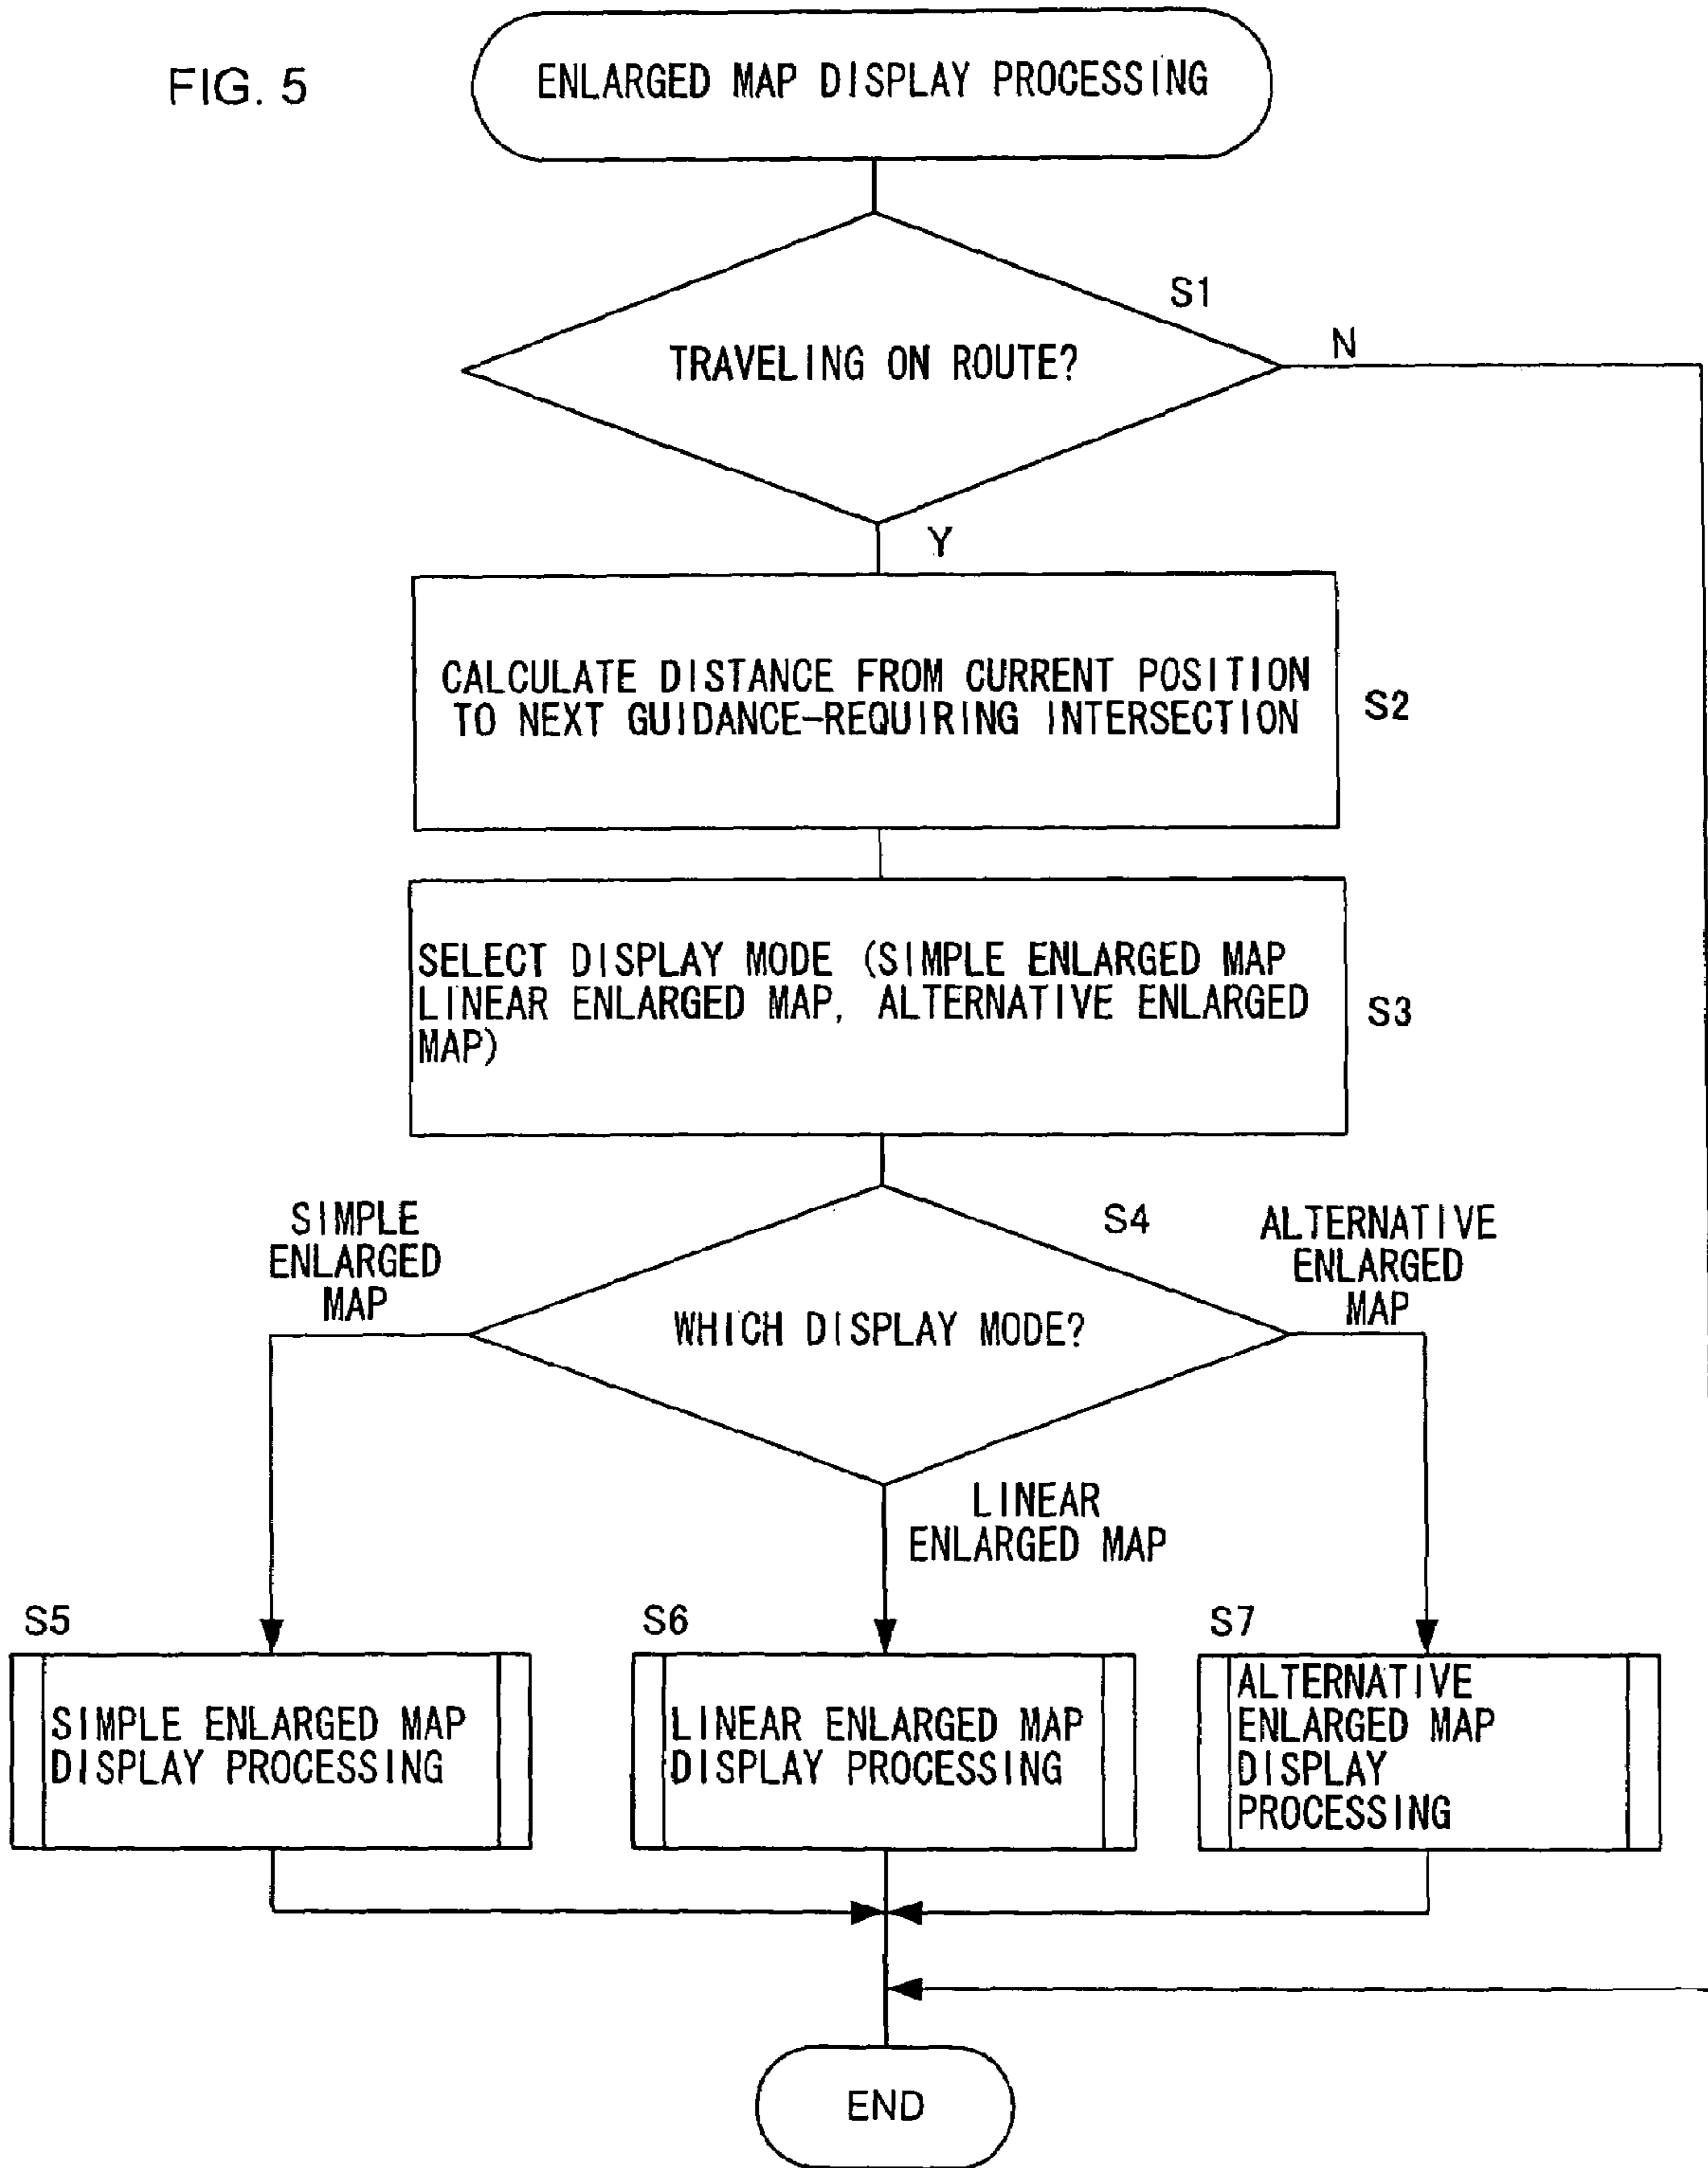 FIG. 5
ENLARGED MAP DISPLAY PROCESSING
S1
TRAVELING ON ROUTE?
N
Y
CALCULATE DISTANCE FROM CURRENT POSITION
TO NEXT GUIDANCE-REQUIRING INTERSECTION
S2
SELECT DISPLAY MODE (SIMPLE ENLARGED MAP
LINEAR ENLARGED MAP, ALTERNATIVE ENLARGED
MAP)
S3
SIMPLE
ENLARGED
MAP
S4
ALTERNATIVE
ENLARGED
MAP
WHICH DISPLAY MODE?
LINEAR
ENLARGED MAP
S5
SIMPLE ENLARGED MAP
DISPLAY PROCESSING
S6
LINEAR ENLARGED MAP
DISPLAY PROCESSING
S7
ALTERNATIVE
ENLARGED MAP
DISPLAY
PROCESSING
END